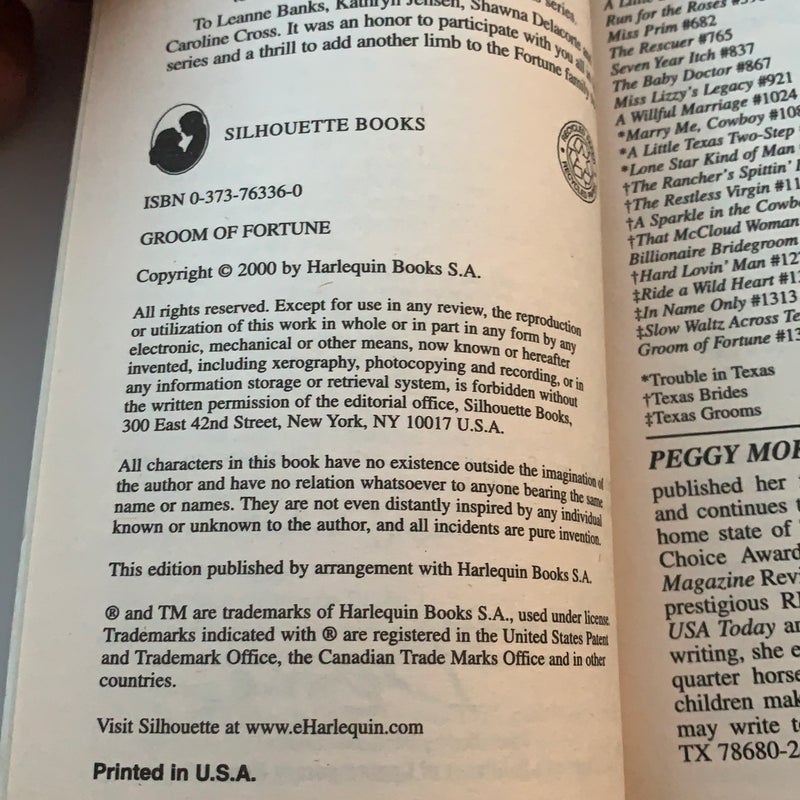 series.
To Leanne Banks, Kathryn Jensen, Shawna Delacorte and
Caroline Cross. It was an honor to participate with you all
series and a thrill to add another limb to the Fortune family
SILHOUETTE BOOKS
ISBN 0-373-76336-0
GROOM OF FORTUNE
Copyright © 2000 by Harlequin Books S.A.
All rights reserved. Except for use in any review, the reproduction
or utilization of this work in whole or in part in any form by any
electronic, mechanical or other means, now known or hereafter
invented, including xerography, photocopying and recording, or in
any information storage or retrieval system, is forbidden without
the written permission of the editorial office, Silhouette Books,
300 East 42nd Street, New York, NY 10017 U.S.A.
All characters in this book have no existence outside the imagination of
the author and have no relation whatsoever to anyone bearing the same
name or names. They are not even distantly inspired by any individual
known or unknown to the author, and all incidents are pure invention.
This edition published by arrangement with Harlequin Books S.A.
® and TM are trademarks of Harlequin Books S.A., used under license.
Trademarks indicated with ® are registered in the United States Patent
and Trademark Office, the Canadian Trade Marks Office and in other
countries.
Visit Silhouette at www.eHarlequin.com
Printed in U.S.A.
Run for the Roses
Miss Prim #682
The Rescuer #765
Seven Year Itch #837
The Baby Doctor #867
Miss Lizzy's Legacy #921
A Willful Marriage #1024
*Marry Me, Cowboy #10
*A Little Texas Two-Step
*Lone Star Kind of Man
†The Rancher's Spittin'
†The Restless Virgin #11
†A Sparkle in the Cowb
†That McCloud Woman
Billionaire Bridegroom
†Hard Lovin' Man #12
‡Ride a Wild Heart #1
‡In Name Only #1313
‡Slow Waltz Across Te
Groom of Fortune #13
*Trouble in Texas
†Texas Brides
‡Texas Grooms
PEGGY MO
published her
and continues
home state of
Choice Award
Magazine Rev
prestigious RI
USA Today an
writing, she e
quarter horse
children mak
may write to
TX 78680-2